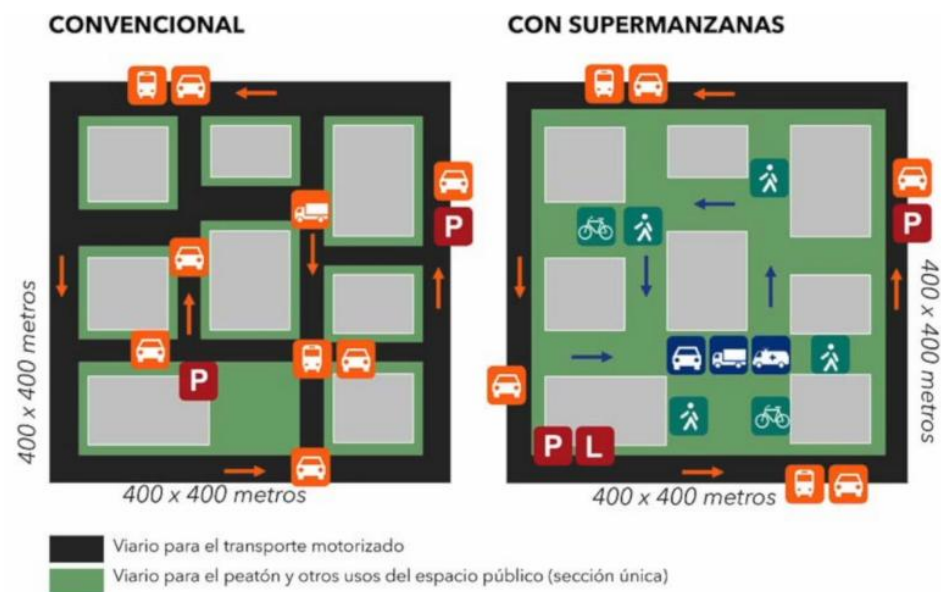 CONVENCIONAL
CON SUPERMANZANAS
P
P
P
P L
400 x 400 metros
400 x 400 metros
400 x 400 metros
400 x 400 metros
Viario para el transporte motorizado
Viario para el peatón y otros usos del espacio público (sección única)